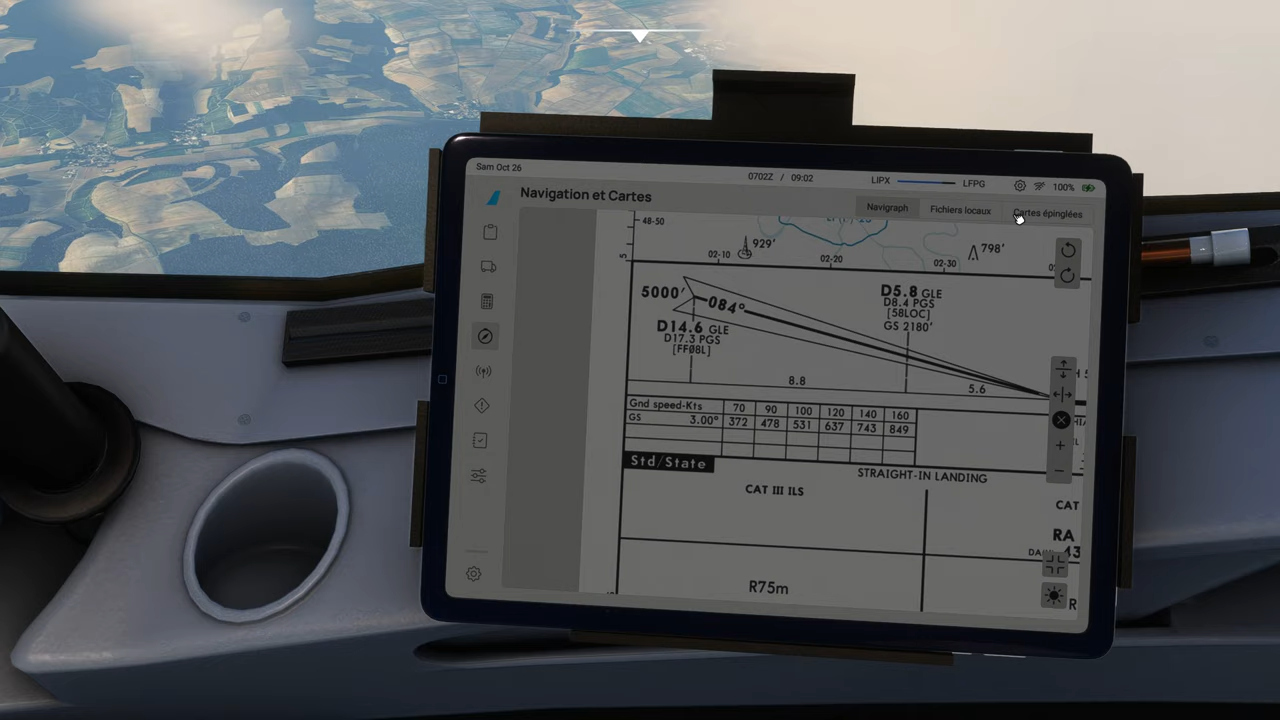 Sam Oct 26
0702Z / 09:02
LIPX
LFPG
100%
Navigation et Cartes
Navigraph
Fichiers locaux
Cartes épinglées
48-50
929'
798'
5
02-10
02-20
02-30
5000'
084°
D5.8 GLE
D8.4 PGS
[58LOC]
GS 2180'
D14.6 GLE
D17.3 PGS
[FF08L]
8.8
5.6
Gnd speed-Kts 70 90 100 120 140 160
GS 3.00° 372 478 531 637 743 849
Std/State
STRAIGHT-IN LANDING
CAT III ILS
CAT
RA
43
R75m
R